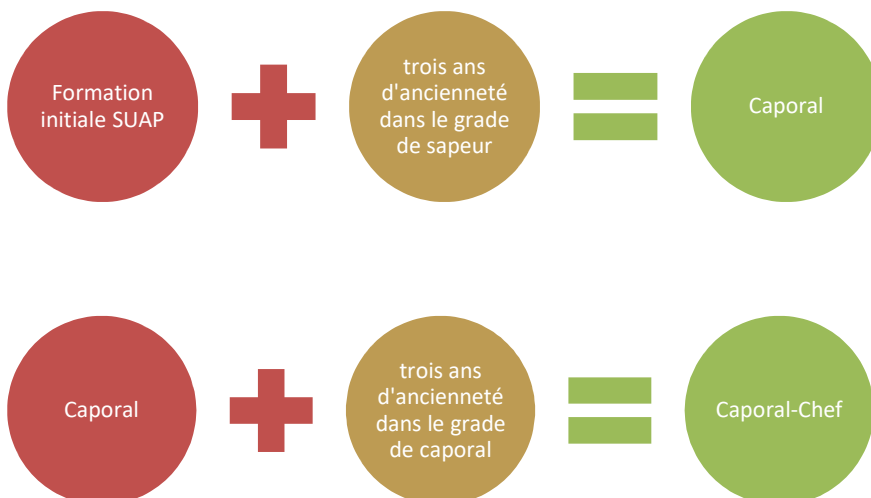 Formation
initiale SUAP
trois ans
d'ancienneté
dans le grade
de sapeur
Caporal
Caporal
trois ans
d'ancienneté
dans le grade
de caporal
Caporal-Chef